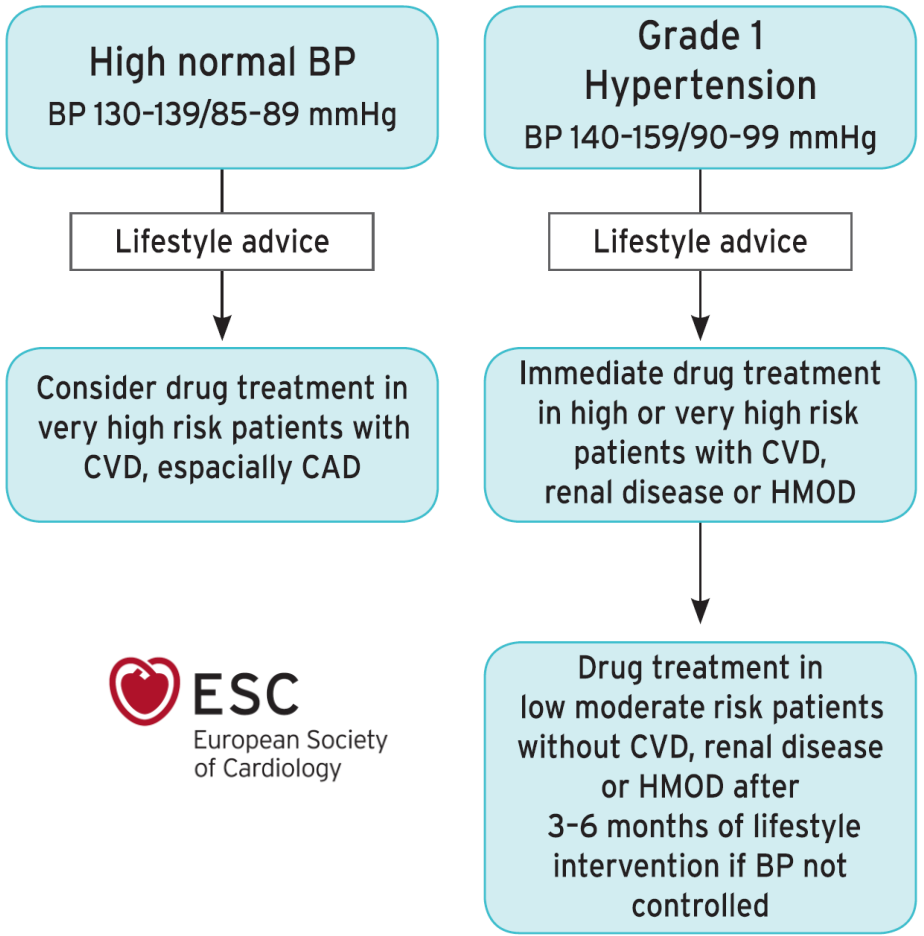 High normal BP
BP 130–139/85–89 mmHg
Lifestyle advice
Consider drug treatment in
very high risk patients with
CVD, espacially CAD
Grade 1
Hypertension
BP 140–159/90–99 mmHg
Lifestyle advice
Immediate drug treatment
in high or very high risk
patients with CVD,
renal disease or HMOD
Drug treatment in
low moderate risk patients
without CVD, renal disease
or HMOD after
3–6 months of lifestyle
intervention if BP not
controlled
ESC
European Society
of Cardiology